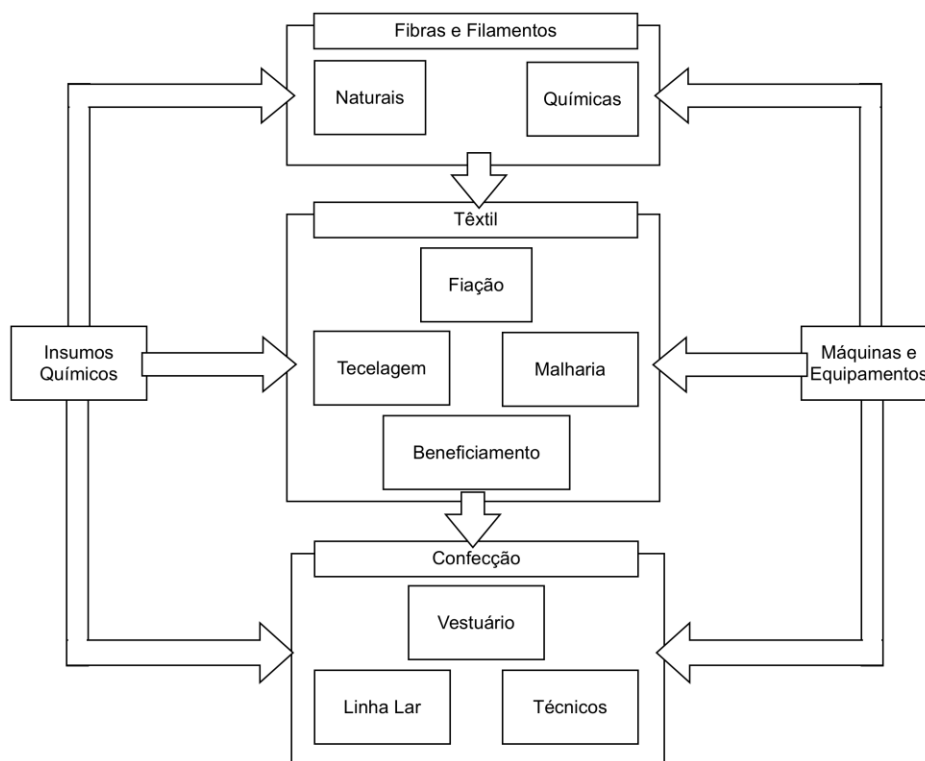 Fibras e Filamentos
Naturais
Químicas
Têxtil
Fiação
Insumos
Químicos
Tecelagem
Malharia
Máquinas e
Equipamentos
Beneficiamento
Confecção
Vestuário
Linha Lar
Técnicos